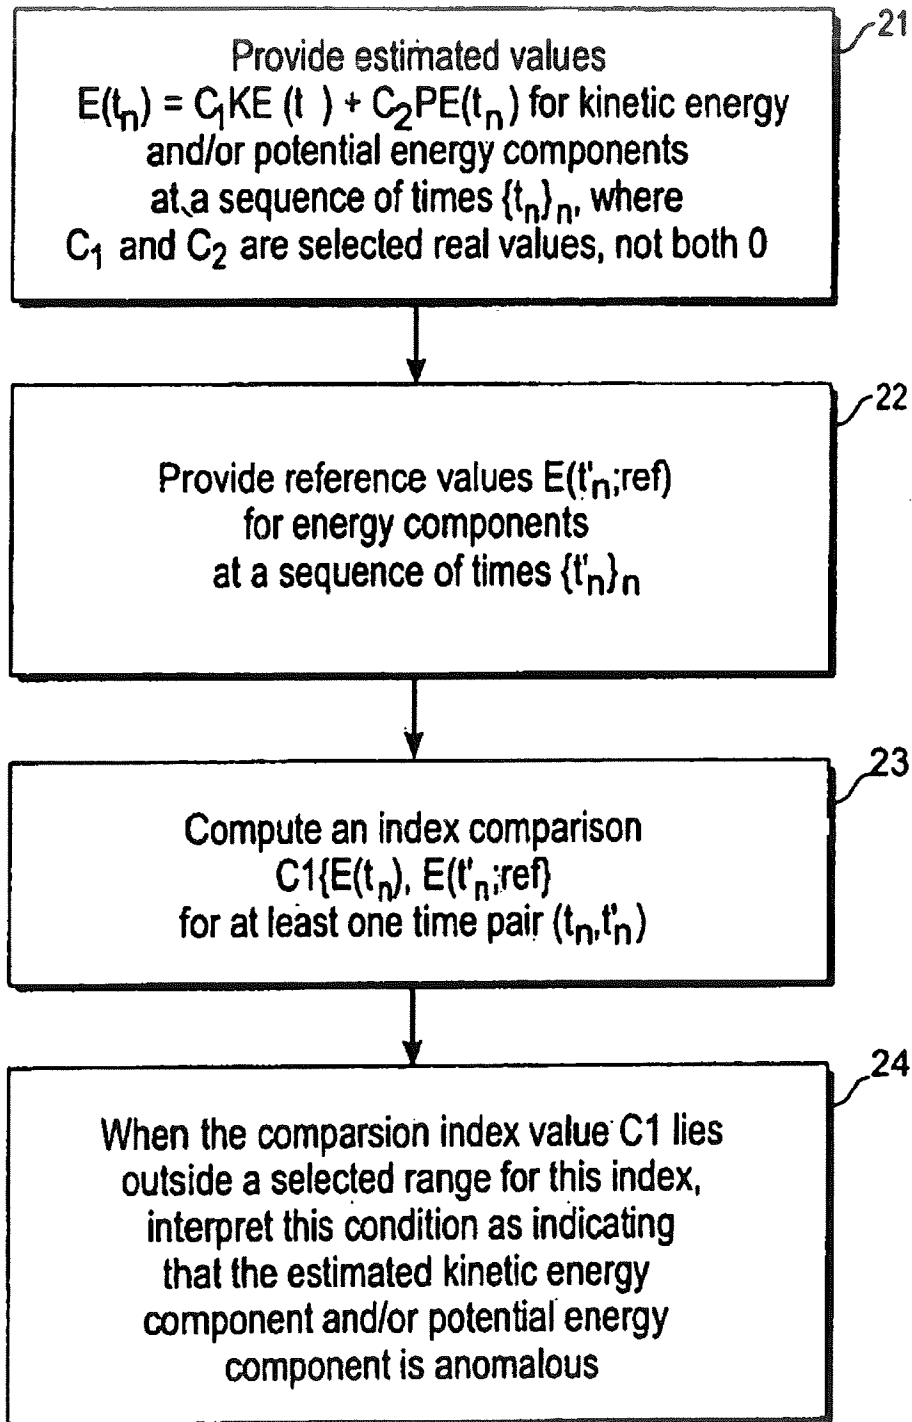 21
Provide estimated values
E(tn) = C1KE (t ) + C2PE(tn) for kinetic energy
and/or potential energy components
at a sequence of times {tn}n, where
C1 and C2 are selected real values, not both 0
22
Provide reference values E(t'n;ref)
for energy components
at a sequence of times {t'n}n
23
Compute an index comparison
C1{E(tn), E(t'n;ref}
for at least one time pair (tn,t'n)
24
When the comparsion index value C1 lies
outside a selected range for this index,
interpret this condition as indicating
that the estimated kinetic energy
component and/or potential energy
component is anomalous